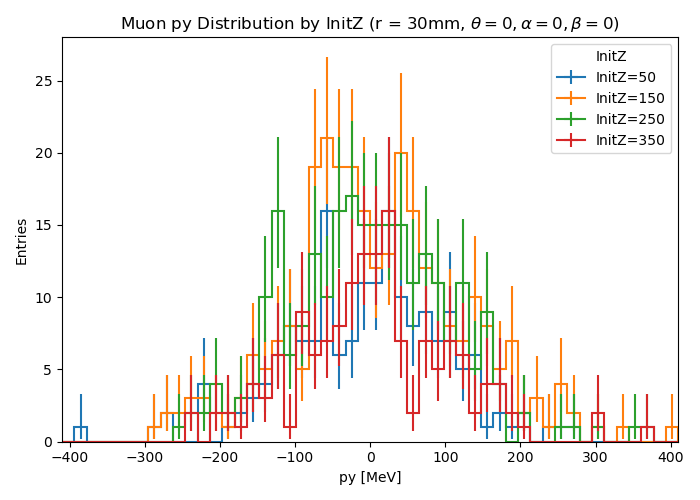 Muon py Distribution by InitZ (r = 30mm, θ = 0, α = 0, β = 0)
InitZ
InitZ=50
InitZ=150
InitZ=250
InitZ=350
Entries
25
20
15
10
5
0
−400 −300 −200 −100 0 100 200 300 400
py [MeV]